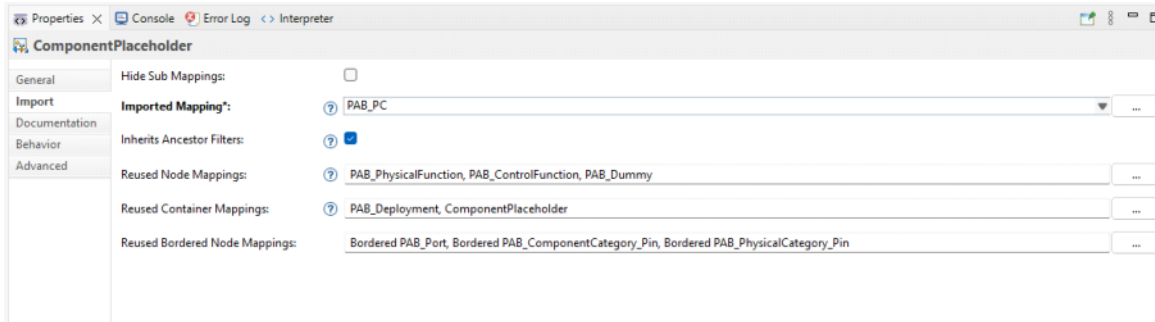 Properties Console Error Log Interpreter
ComponentPlaceholder
General
Hide Sub Mappings:
Import
Imported Mapping*: PAB_PC ...
Documentation
Inherits Ancestor Filters:
Behavior
Advanced
Reused Node Mappings: PAB_PhysicalFunction, PAB_ControlFunction, PAB_Dummy ...
Reused Container Mappings: PAB_Deployment, ComponentPlaceholder ...
Reused Bordered Node Mappings: Bordered PAB_Port, Bordered PAB_ComponentCategory_Pin, Bordered PAB_PhysicalCategory_Pin ...